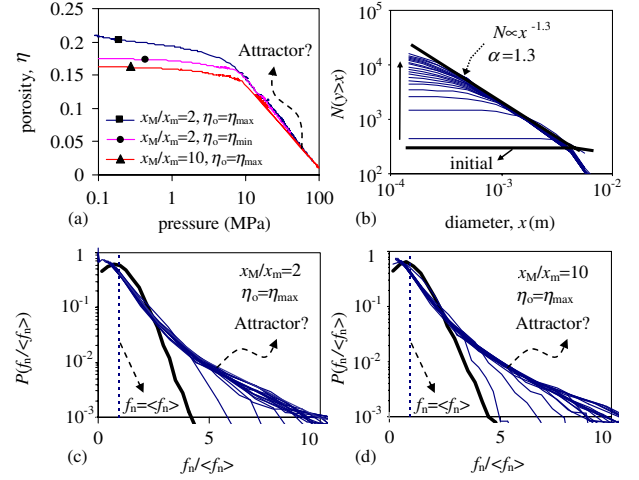 0.25
0.20
0.15
0.1
0.05
0
porosity, η
Attractor?
x_M/x_m=2, η_o=η_max
x_M/x_m=2, η_o=η_min
x_M/x_m=10, η_o=η_max
0.1 1 10 100
(a) pressure (MPa)
10^5
10^4
10^3
10^2
N(y>x)
N∝x^-1.3
α=1.3
initial
10^-4 10^-3 10^-2
(b) diameter, x(m)
1
10^-1
10^-2
10^-3
P(f_n/<f_n>)
x_M/x_m=2
η_o=η_max
Attractor?
f_n=<f_n>
0 5 10
(c) f_n/<f_n>
1
10^-1
10^-2
10^-3
P(f_n/<f_n>)
x_M/x_m=10
η_o=η_max
Attractor?
f_n=<f_n>
0 5 10
f_n/<f_n> (d)